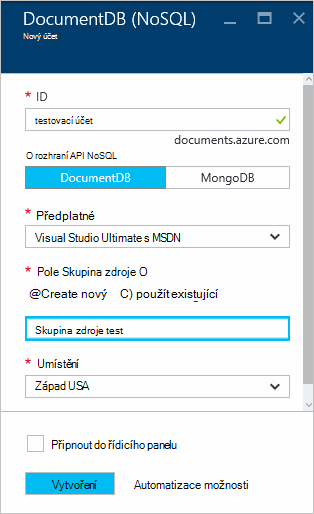 DocumentDB (NoSQL)
Nový účet
* ID
testovací účet
documents.azure.com
O rozhraní API NoSQL
DocumentDB MongoDB
* Předplatné
Visual Studio Ultimate s MSDN
* Pole Skupina zdroje O
@Create nový C) použít existující
Skupina zdroje test
* Umístění
Západ USA
Připnout do řídicího panelu
Vytvoření Automatizace možnosti